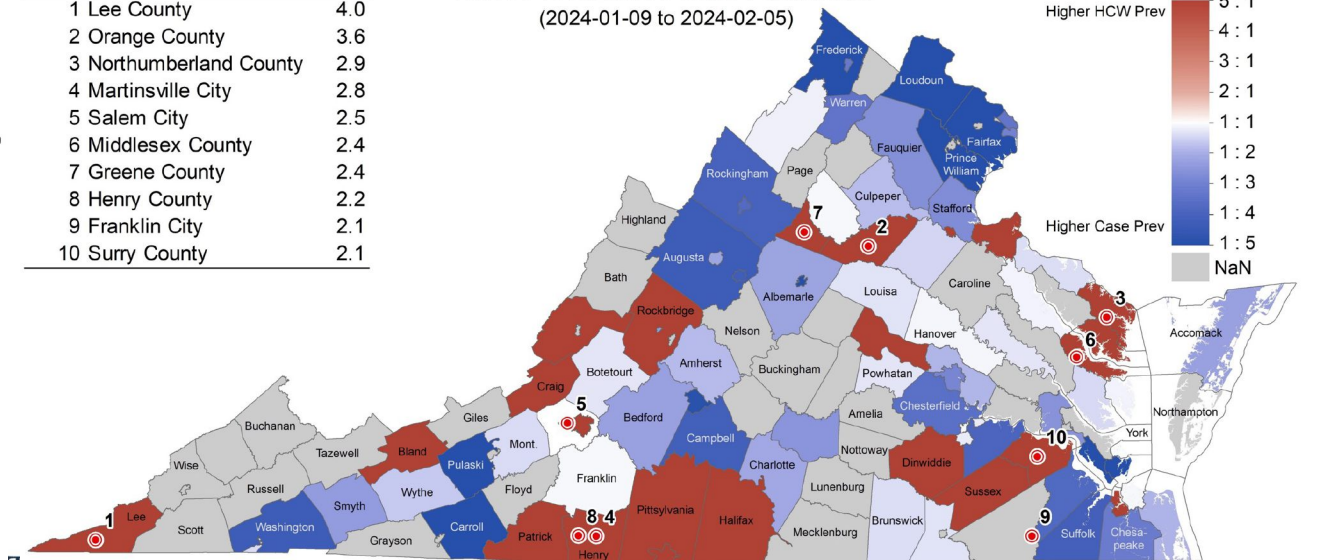 1 Lee County 4.0
2 Orange County 3.6
3 Northumberland County 2.9
4 Martinsville City 2.8
5 Salem City 2.5
6 Middlesex County 2.4
7 Greene County 2.4
8 Henry County 2.2
9 Franklin City 2.1
10 Surry County 2.1
(2024-01-09 to 2024-02-05)
Higher HCW Prev
5 : 1
4 : 1
3 : 1
2 : 1
1 : 1
1 : 2
1 : 3
1 : 4
1 : 5
Higher Case Prev
NaN
Frederick
Loudoun
Warren
Fauquier
Fairfax
Prince
William
Page
Rockingham
Culpeper
Stafford
Highland
7
2
Augusta
Bath
Albemarle
Louisa
Caroline
3
Rockbridge
Nelson
Hanover
6
Accomack
Amherst
Botetourt
Buckingham
Powhatan
Craig
5
Giles
Bedford
Chesterfield
Amelia
Northampton
Buchanan
Mont.
Campbell
York
10
Tazewell
Bland
Pulaski
Nottoway
Wise
Charlotte
Dinwiddie
Russell
Smyth
Wythe
Floyd
Franklin
Lunenburg
Sussex
Pittsylvania
Halifax
1
Lee
Scott
Washington
Grayson
Carroll
Patrick
8 4
Henry
Mecklenburg
Brunswick
9
Suffolk
Chesa-
peake